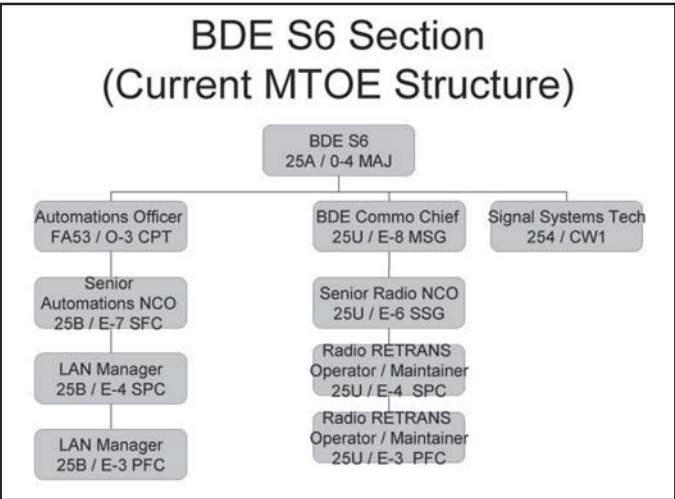 BDE S6 Section
(Current MTOE Structure)
BDE S6
25A / 0-4 MAJ
Automations Officer
FA53 / O-3 CPT
BDE Commo Chief
25U / E-8 MSG
Signal Systems Tech
254 / CW1
Senior
Automations NCO
25B / E-7 SFC
Senior Radio NCO
25U / E-6 SSG
LAN Manager
25B / E-4 SPC
Radio RETRANS
Operator / Maintainer
25U / E-4 SPC
LAN Manager
25B / E-3 PFC
Radio RETRANS
Operator / Maintainer
25U / E-3 PFC